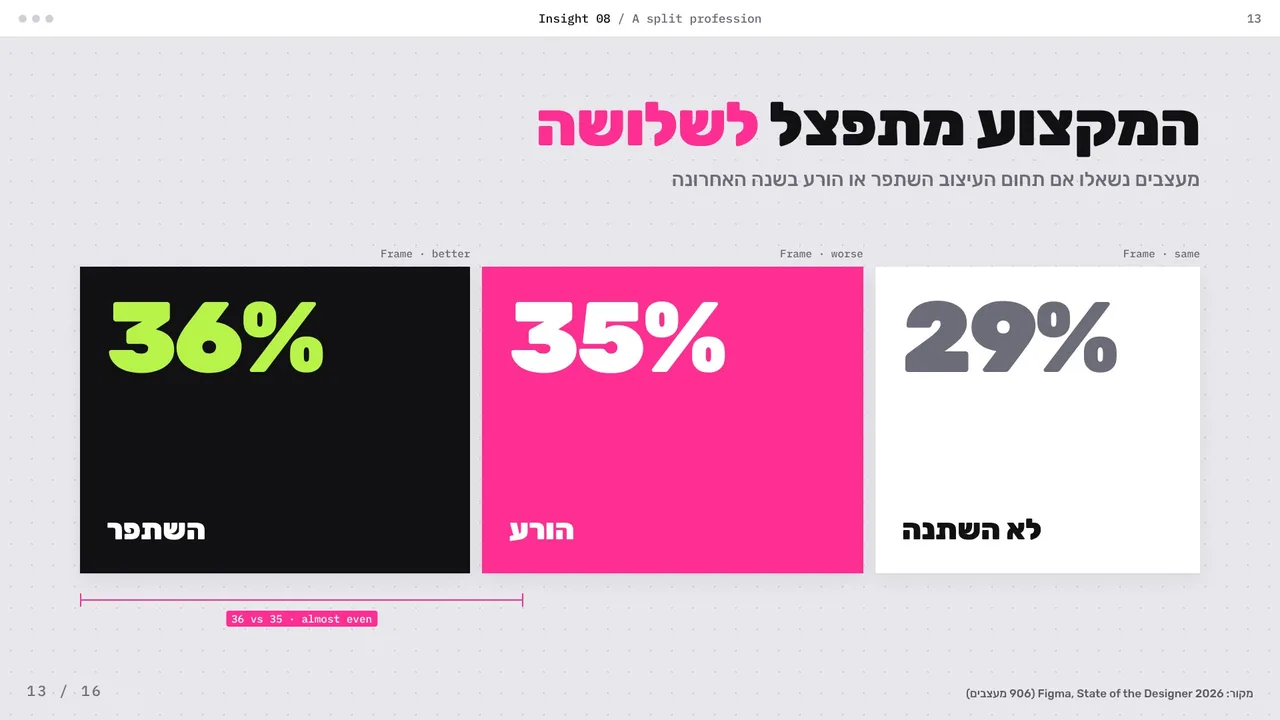 Insight 08 / A split profession
13
המקצוע מתפצל לשלושה
מעצבים נשאלו אם תחום העיצוב השתפר או הורע בשנה האחרונה
Frame · better
36%
השתפר
Frame · worse
35%
הורע
Frame · same
29%
לא השתנה
36 vs 35 · almost even
13 / 16
מקור: Figma, State of the Designer 2026 (906 מעצבים)